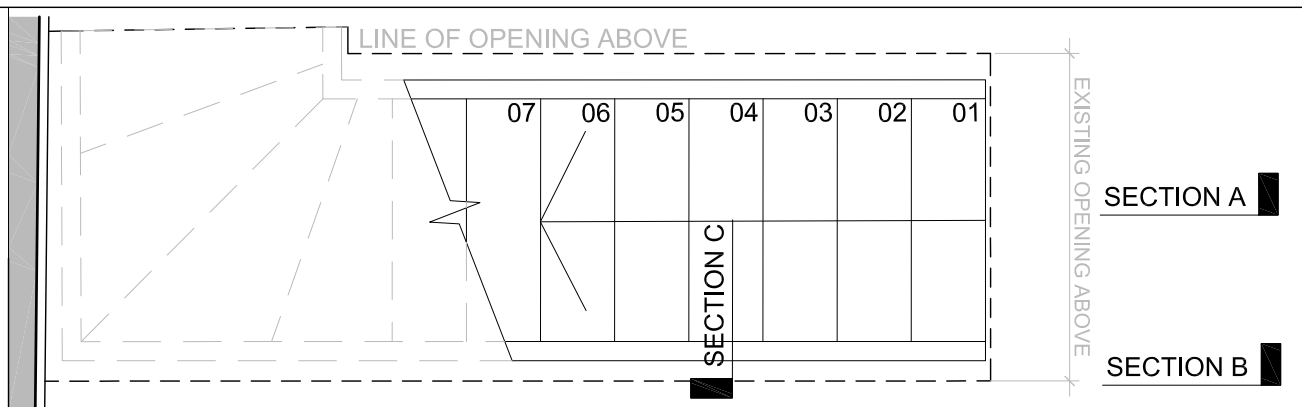 LINE OF OPENING ABOVE
07 06 05 04 03 02 01
EXISTING OPENING ABOVE
SECTION A
SECTION C
SECTION B